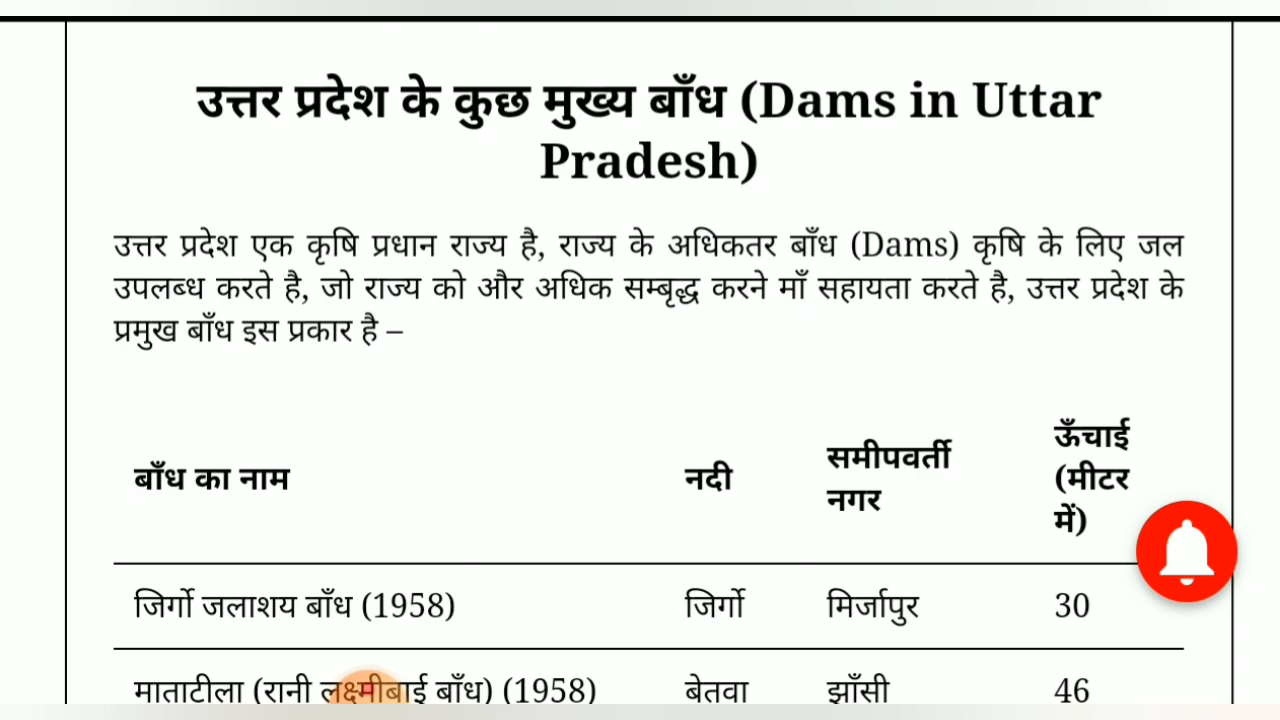 उत्तर प्रदेश के कुछ मुख्य बाँध (Dams in Uttar
Pradesh)
उत्तर प्रदेश एक कृषि प्रधान राज्य है, राज्य के अधिकतर बाँध (Dams) कृषि के लिए जल
उपलब्ध करते है, जो राज्य को और अधिक सम्बृद्ध करने माँ सहायता करते है, उत्तर प्रदेश के
प्रमुख बाँध इस प्रकार है –
बाँध का नाम नदी समीपवर्ती नगर ऊँचाई (मीटर में)
जिर्गो जलाशय बाँध (1958) जिर्गो मिर्जापुर 30
माताटीला (रानी लक्ष्मीबाई बाँध) (1958) बेतवा झाँसी 46